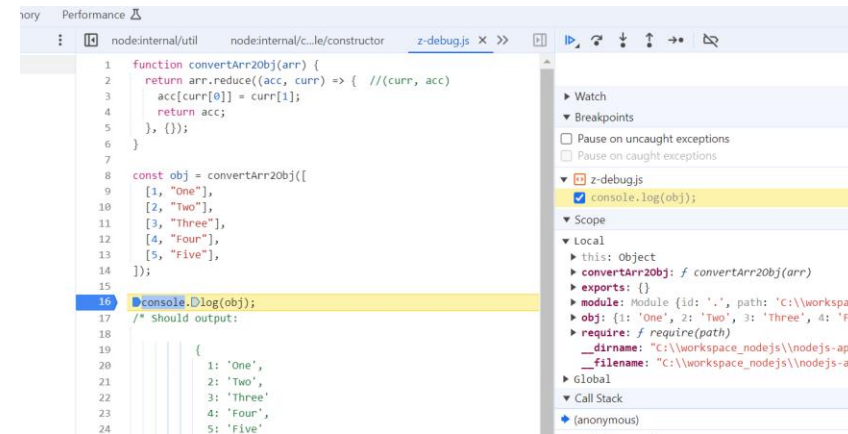 ory Performance
node:internal/util node:internal/c...le/constructor z-debug.js
1 function convertArr2Obj(arr) {
2 return arr.reduce((acc, curr) => { //(curr, acc)
3 acc[curr[0]] = curr[1];
4 return acc;
5 }, {});
6 }
7
8 const obj = convertArr2Obj([
9 [1, "One"],
10 [2, "Two"],
11 [3, "Three"],
12 [4, "Four"],
13 [5, "Five"],
14 ]);
15
16 console.log(obj);
17 /* Should output:
18
19 {
20 1: 'One',
21 2: 'Two',
22 3: 'Three'
23 4: 'Four',
24 5: 'Five'
Watch
Breakpoints
Pause on uncaught exceptions
Pause on caught exceptions
z-debug.js
console.log(obj);
Scope
Local
this: Object
convertArr2Obj: ƒ convertArr2Obj(arr)
exports: {}
module: Module {id: '.', path: 'C:\\workspa
obj: {1: 'One', 2: 'Two', 3: 'Three', 4: 'F
require: ƒ require(path)
__dirname: "C:\\workspace_nodejs\\nodejs-ap
__filename: "C:\\workspace_nodejs\\nodejs-a
Global
Call Stack
(anonymous)